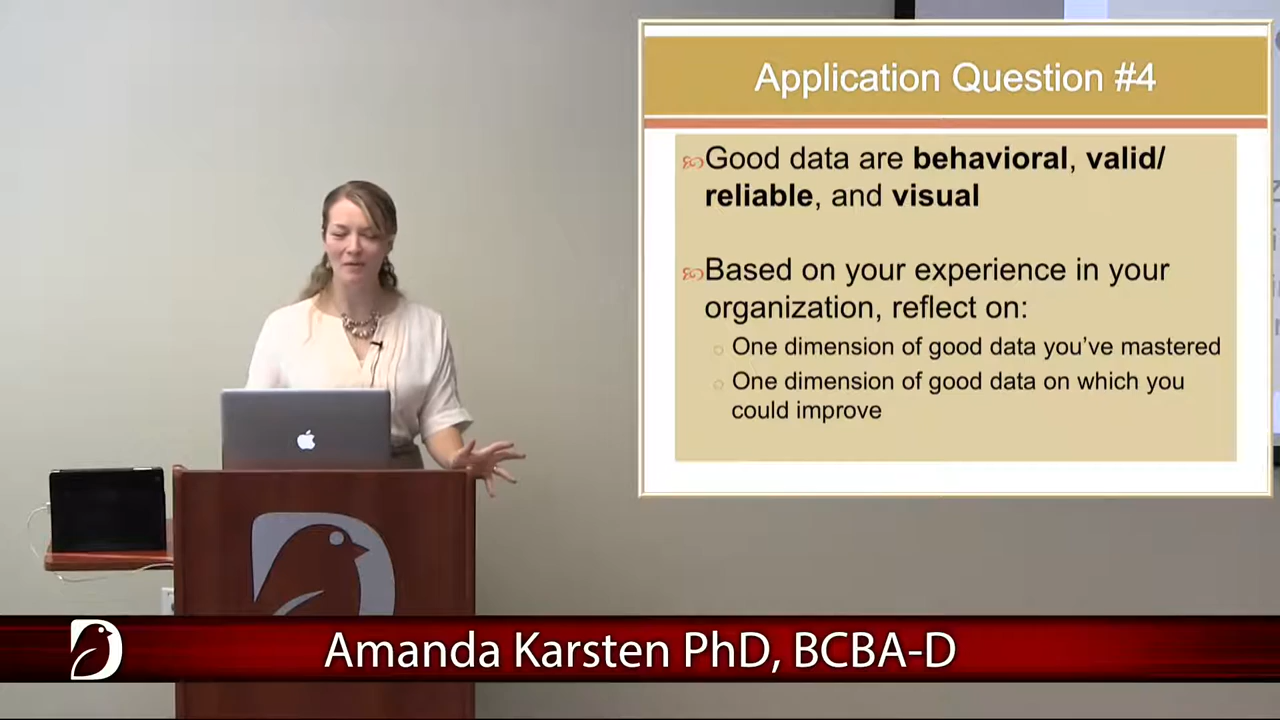 Application Question #4
Good data are behavioral, valid/
reliable, and visual
Based on your experience in your
organization, reflect on:
One dimension of good data you've mastered
One dimension of good data on which you
could improve
Amanda Karsten PhD, BCBA-D